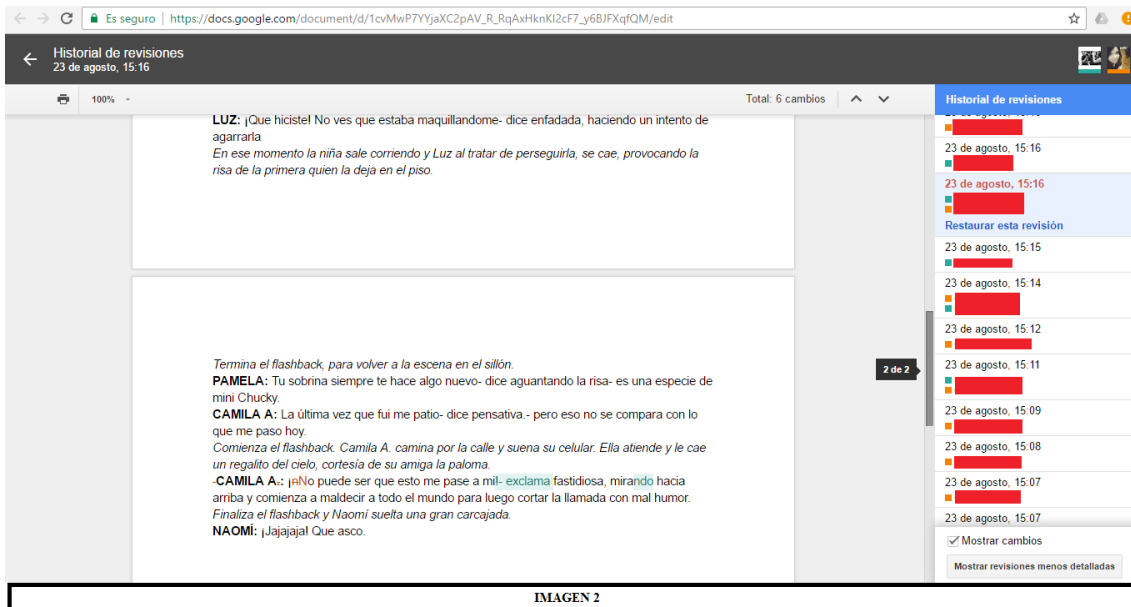 Es seguro | https://docs.google.com/document/d/1cvMwP7YYjaXC2pAV_R_RqAxHknKl2cF7_y6BJFXqfQM/edit
Historial de revisiones
23 de agosto, 15:16
100%
Total: 6 cambios
LUZ: ¡Que hiciste! No ves que estaba maquillandome- dice enfadada, haciendo un intento de
agarrarla
En ese momento la niña sale corriendo y Luz al tratar de perseguirla, se cae, provocando la
risa de la primera quien la deja en el piso.
Termina el flashback, para volver a la escena en el sillón.
PAMELA: Tu sobrina siempre te hace algo nuevo- dice aguantando la risa- es una especie de
mini Chucky.
CAMILA A: La última vez que fui me patio- dice pensativa.- pero eso no se compara con lo
que me paso hoy.
Comienza el flashback. Camila A. camina por la calle y suena su celular. Ella atiende y le cae
un regalito del cielo, cortesía de su amiga la paloma.
-CAMILA A.: ¡nNo puede ser que esto me pase a mi!- exclama fastidiosa, mirando hacia
arriba y comienza a maldecir a todo el mundo para luego cortar la llamada con mal humor.
Finaliza el flashback y Naomí suelta una gran carcajada.
NAOMÍ: ¡Jajajaja! Que asco.
2 de 2
Historial de revisiones
23 de agosto, 15:16
23 de agosto, 15:16
Restaurar esta revisión
23 de agosto, 15:15
23 de agosto, 15:14
23 de agosto, 15:12
23 de agosto, 15:11
23 de agosto, 15:09
23 de agosto, 15:08
23 de agosto, 15:07
23 de agosto, 15:07
Mostrar cambios
Mostrar revisiones menos detalladas
IMAGEN 2